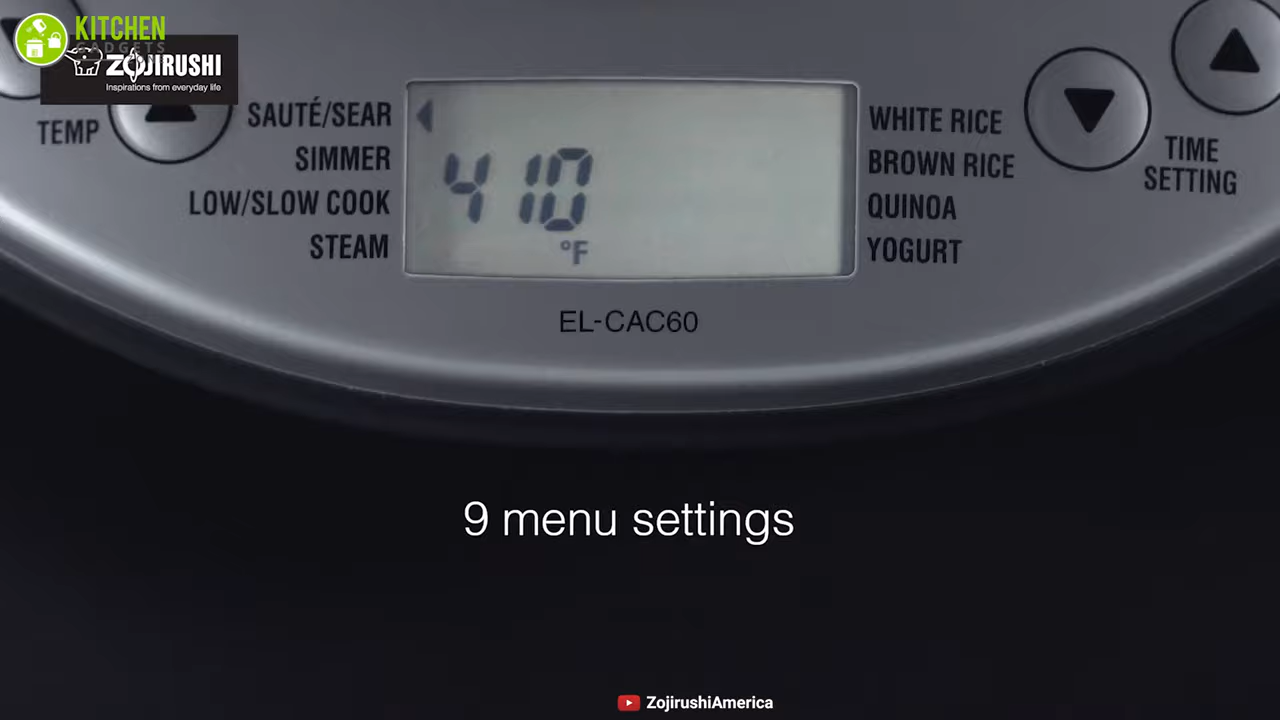 KITCHEN
GADGETS
ZOJIRUSHI
Inspirations from everyday life
TEMP
SAUTÉ/SEAR
SIMMER
LOW/SLOW COOK
STEAM
410
°F
WHITE RICE
BROWN RICE
QUINOA
YOGURT
TIME
SETTING
EL-CAC60
9 menu settings
ZojirushiAmerica